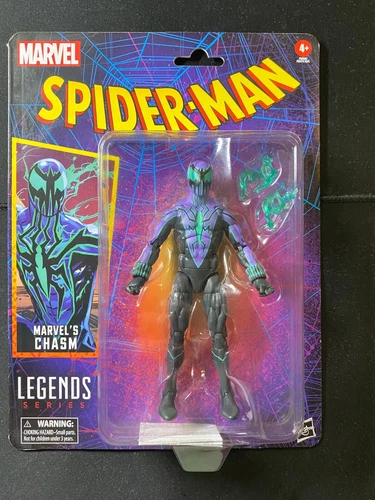 MARVEL
4+
SPIDER-MAN
MARVEL'S
CHASM
LEGENDS
SERIES
WARNING:
CHOKING HAZARD–Small parts.
Not for children under 3 years.